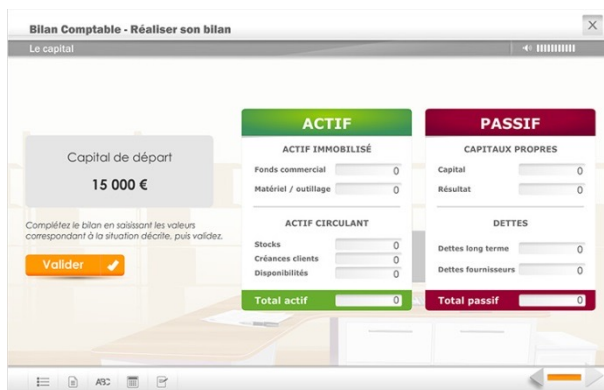 Bilan Comptable - Réaliser son bilan
X
Le capital
Capital de départ
15 000 €
Complétez le bilan en saisissant les valeurs
correspondant à la situation décrite, puis validez.
Valider
ACTIF
ACTIF IMMOBILISÉ
Fonds commercial 0
Matériel / outillage 0
ACTIF CIRCULANT
Stocks 0
Créances clients 0
Disponibilités 0
Total actif 0
PASSIF
CAPITAUX PROPRES
Capital 0
Résultat 0
DETTES
Dettes long terme 0
Dettes fournisseurs 0
Total passif 0
ABC